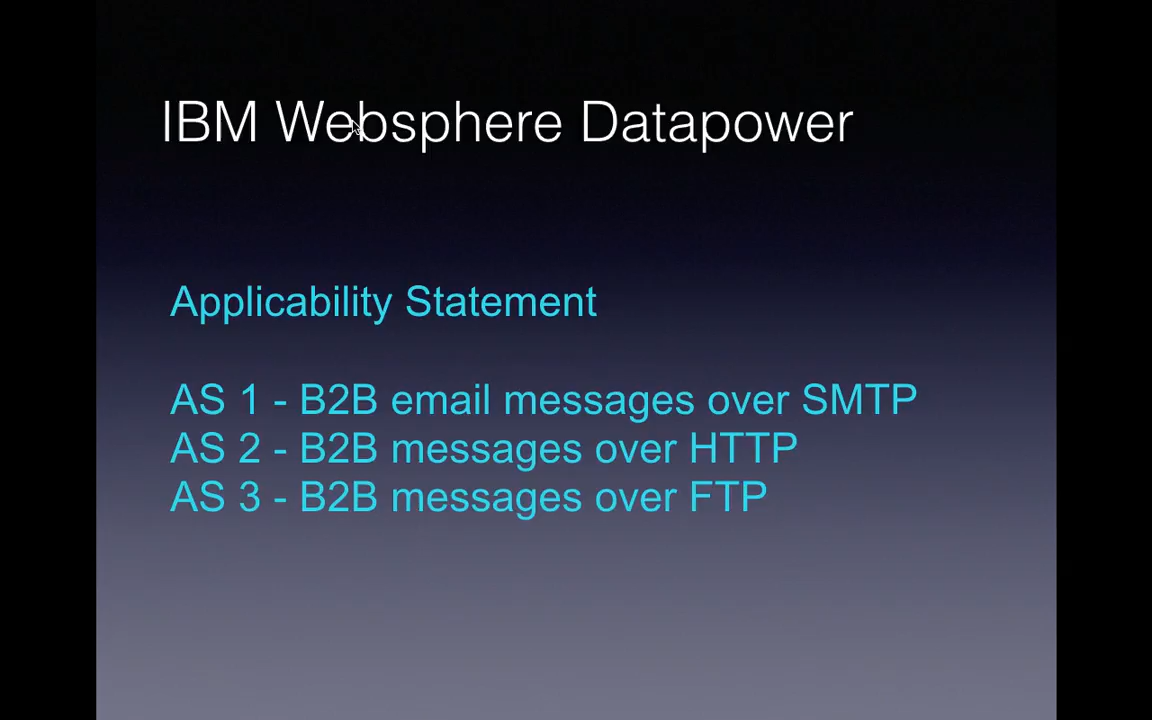 IBM Websphere Datapower
Applicability Statement
AS 1 - B2B email messages over SMTP
AS 2 - B2B messages over HTTP
AS 3 - B2B messages over FTP